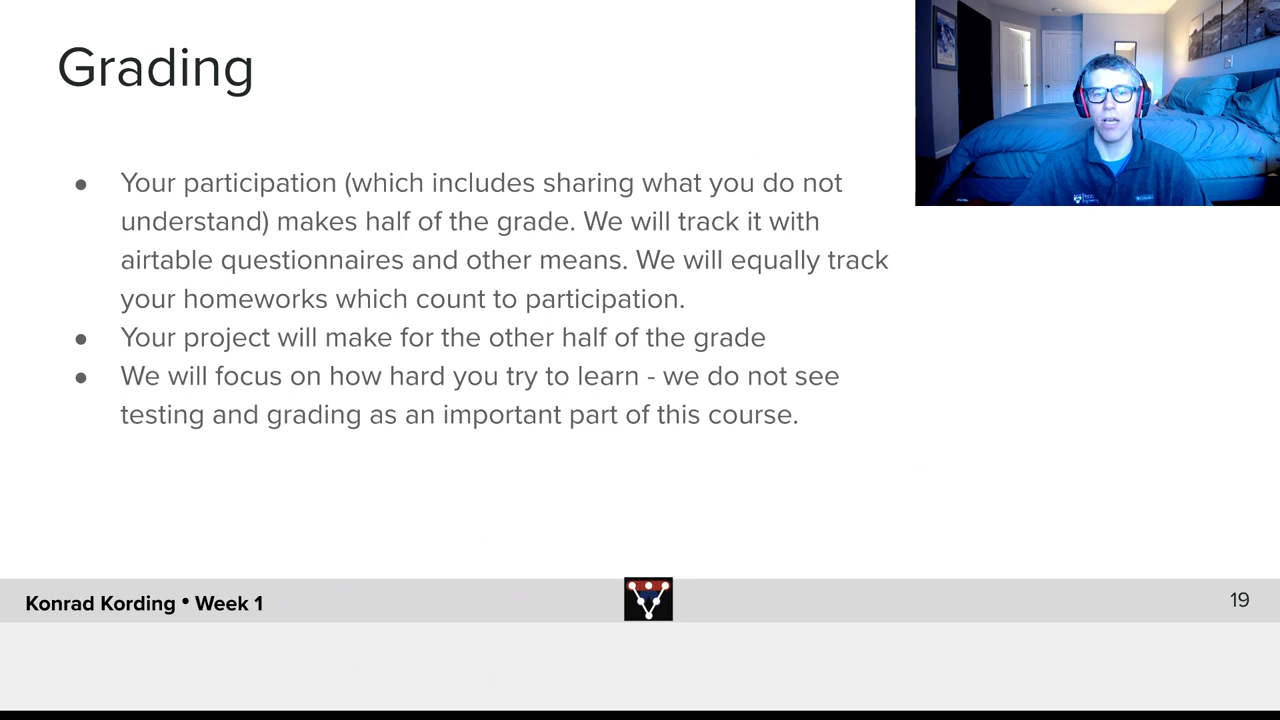 Grading
● Your participation (which includes sharing what you do not
understand) makes half of the grade. We will track it with
airtable questionnaires and other means. We will equally track
your homeworks which count to participation.
● Your project will make for the other half of the grade
● We will focus on how hard you try to learn - we do not see
testing and grading as an important part of this course.
Konrad Kording • Week 1
19